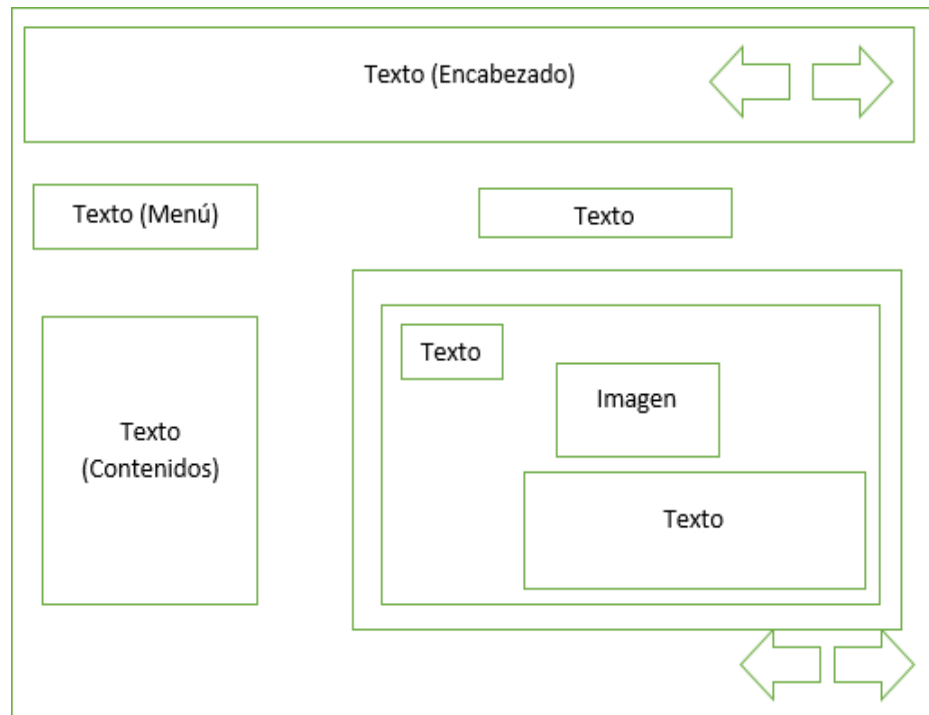 Texto (Encabezado)
Texto (Menú)
Texto
Texto
(Contenidos)
Texto
Imagen
Texto